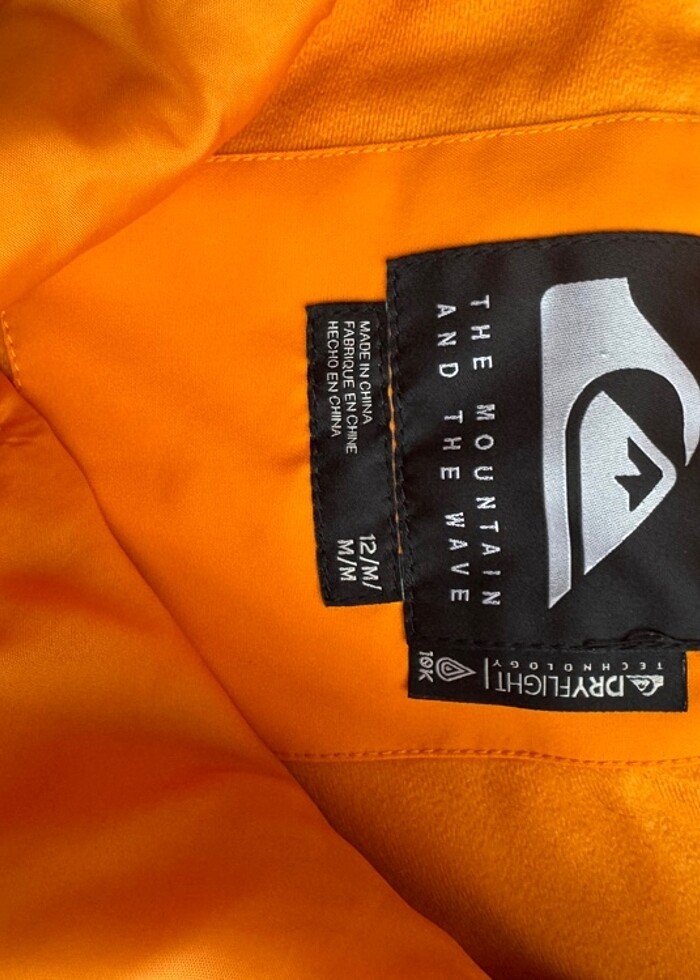 THE MOUNTAIN
AND THE WAVE
MADE IN CHINA
FABRIQUE EN CHINE
HECHO EN CHINA
12/M/
M/M
DRYFLIGHT
TECHNOLOGY
10K